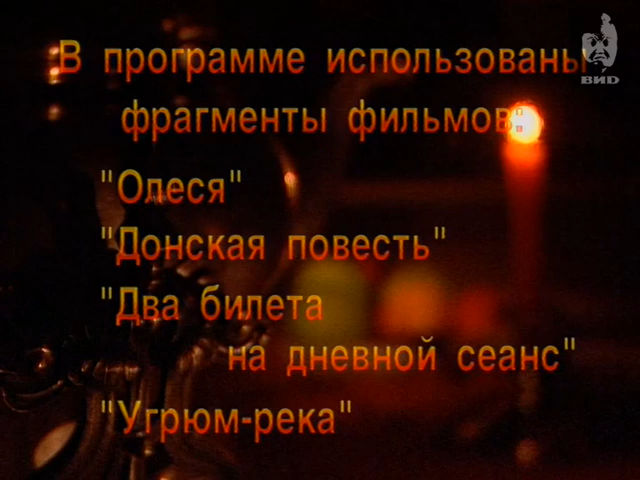 В программе использованы
фрагменты фильмов:
"Олеся"
"Донская повесть"
"Два билета
на дневной сеанс"
"Угрюм-река"
ВИD